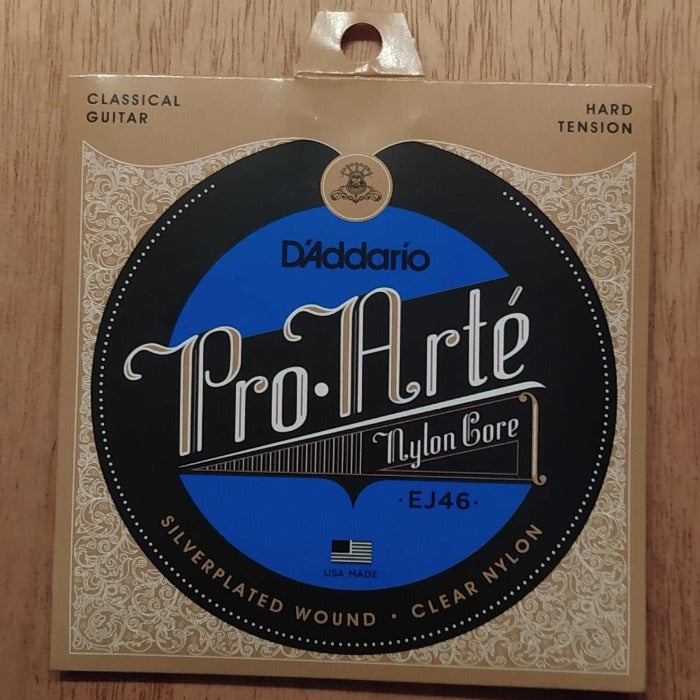 CLASSICAL
GUITAR
HARD
TENSION
D'Addario
Pro·Arté
Nylon Core
·EJ46·
USA MADE
SILVERPLATED WOUND · CLEAR NYLON